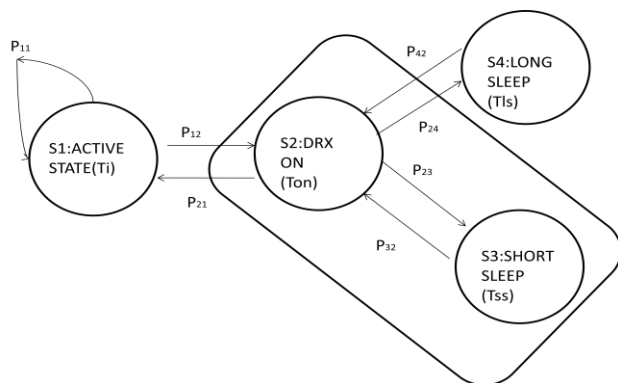 P₁₁
S1:ACTIVE
STATE(Ti)
P₁₂
P₂₁
S2:DRX
ON
(Ton)
P₄₂
P₂₄
S4:LONG
SLEEP
(Tls)
P₂₃
P₃₂
S3:SHORT
SLEEP
(Tss)